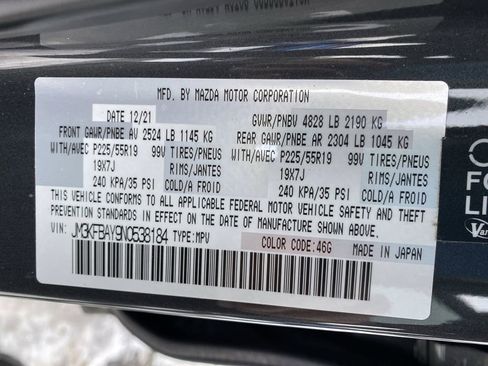 MFD. BY MAZDA MOTOR CORPORATION
DATE 12/21 GVWR/PNBV 4828 LB 2190 KG
FRONT GAWR/PNBE AV 2524 LB 1145 KG REAR GAWR/PNBE AR 2304 LB 1045 KG
WITH/AVEC P225/55R19 99V TIRES/PNEUS WITH/AVEC P225/55R19 99V TIRES/PNEUS
19X7J RIMS/JANTES 19X7J RIMS/JANTES
240 KPA/35 PSI COLD/A FROID 240 KPA/35 PSI COLD/A FROID
THIS VEHICLE CONFORMS TO ALL APPLICABLE FEDERAL MOTOR VEHICLE SAFETY AND THEFT
PREVENTION STANDARDS IN EFFECT ON THE DATE OF MANUFACTURE SHOWN ABOVE.
VIN: JM3KFBAY9N0538184 TYPE:MPV COLOR CODE:46G MADE IN JAPAN